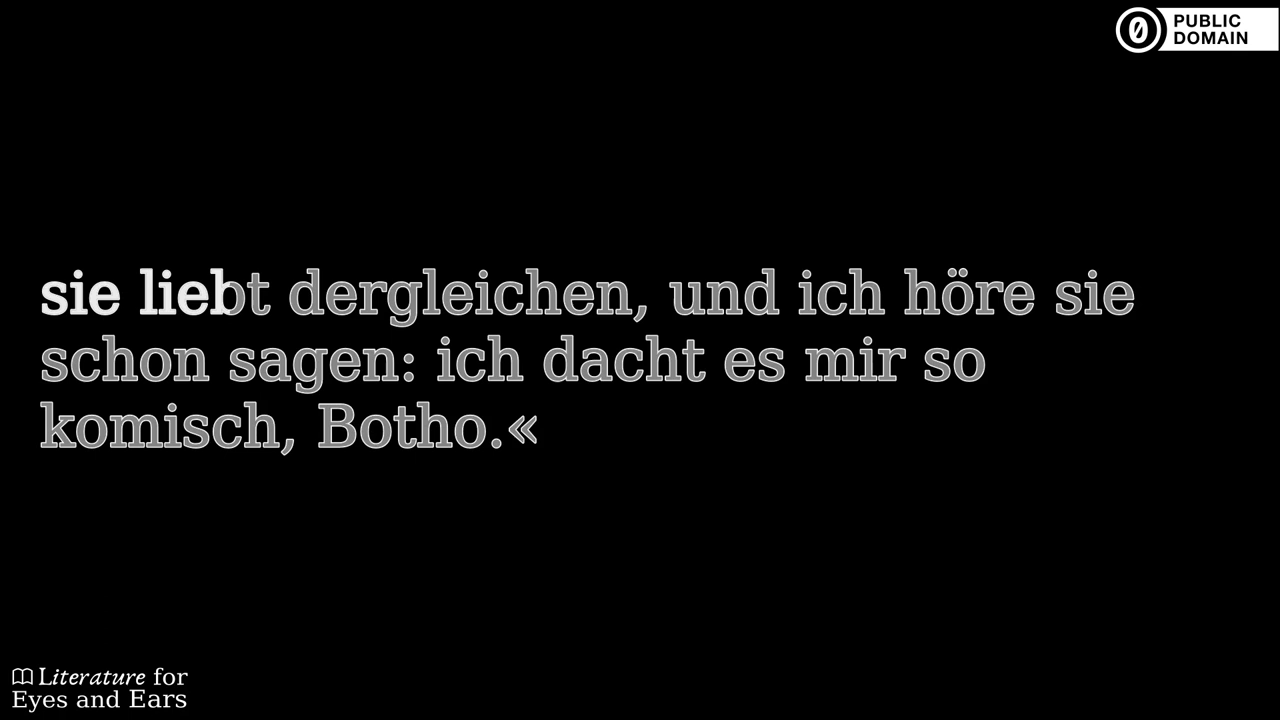 PUBLIC
DOMAIN
sie liebt dergleichen, und ich höre sie
schon sagen: ich dacht es mir so
komisch, Botho.«
Literature for
Eyes and Ears